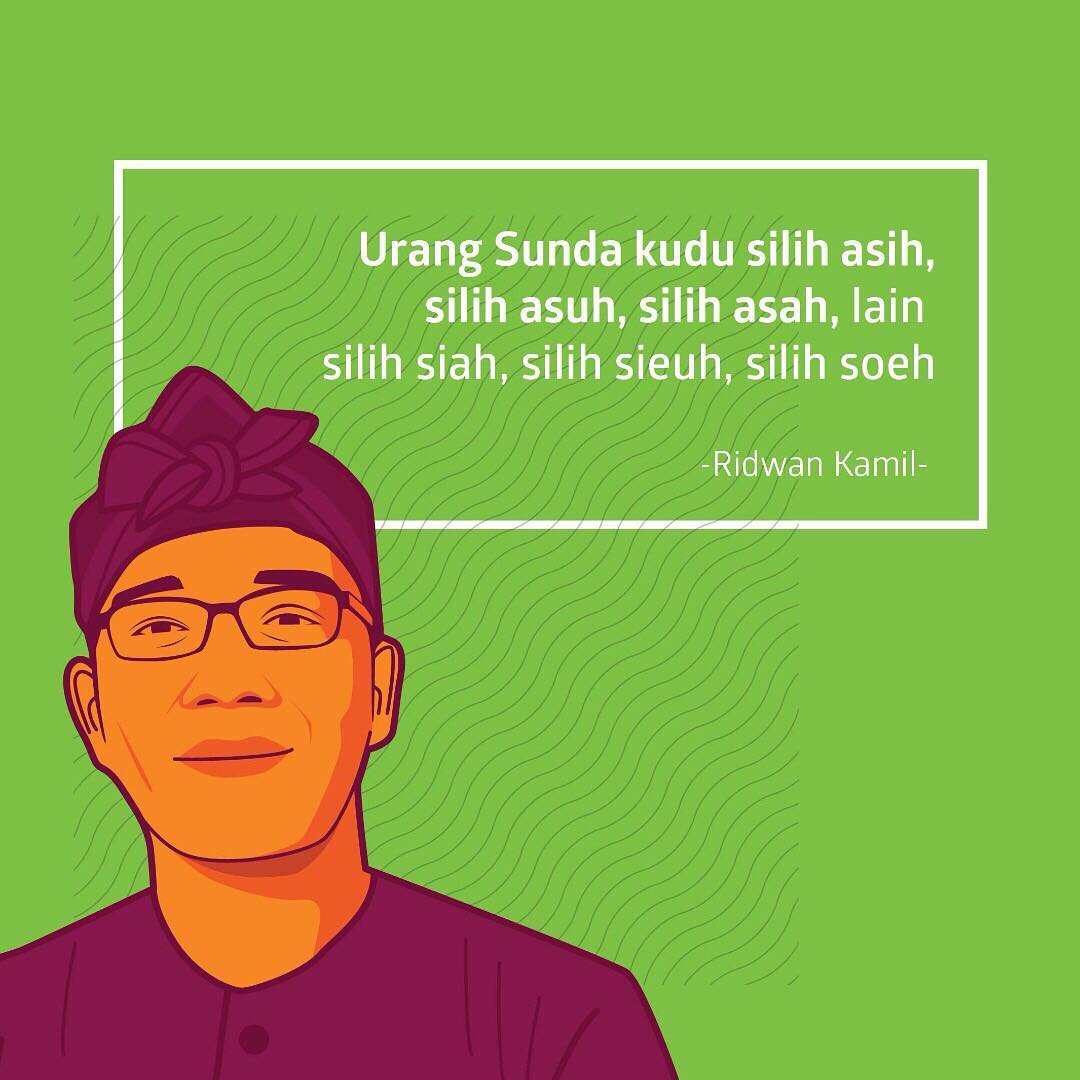 Urang Sunda kudu silih asih,
silih asuh, silih asah, lain
silih siah, silih sieuh, silih soeh
-Ridwan Kamil-